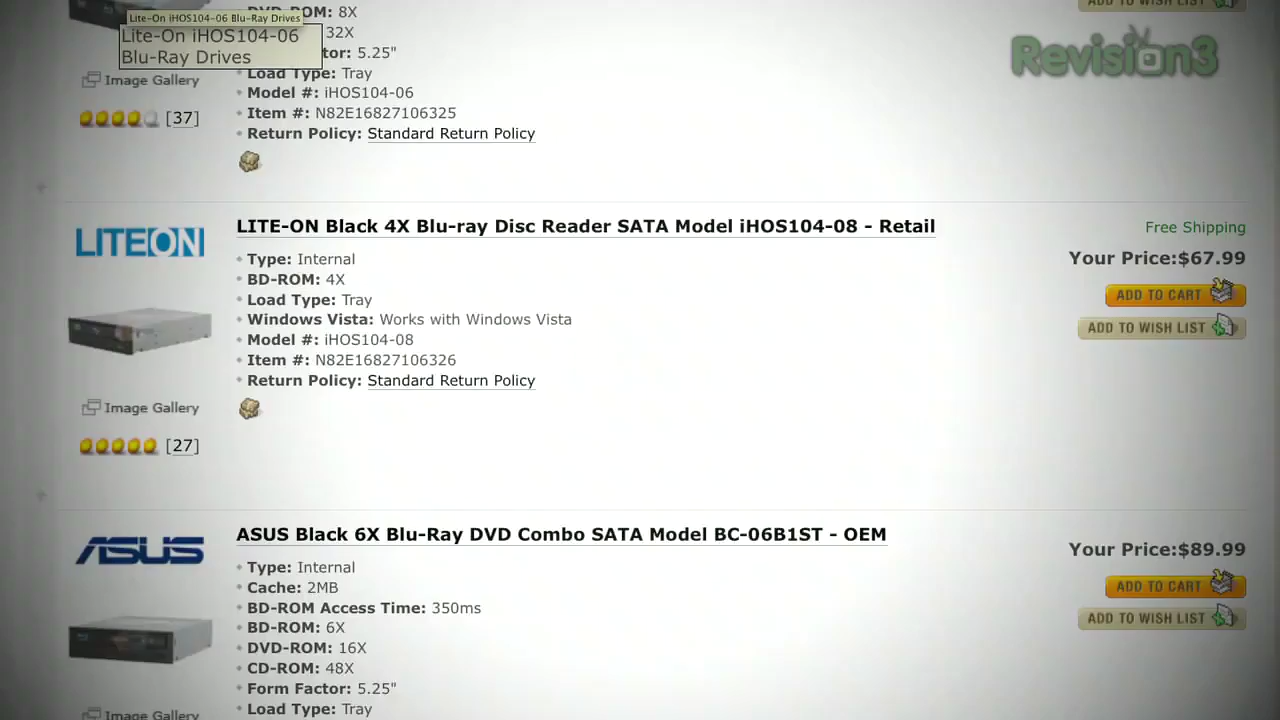 DVD-ROM: 8X
ADD TO WISH LIST
Lite-On iHOS104-06 Blu-Ray Drives
Lite-On iHOS104-06
Blu-Ray Drives
32X
tor: 5.25"
Revision3
Image Gallery
Load Type: Tray
Model #: iHOS104-06
[37]
Item #: N82E16827106325
Return Policy: Standard Return Policy
LITEON
LITE-ON Black 4X Blu-ray Disc Reader SATA Model iHOS104-08 - Retail
Free Shipping
Type: Internal
Your Price:$67.99
BD-ROM: 4X
ADD TO CART
Load Type: Tray
Windows Vista: Works with Windows Vista
ADD TO WISH LIST
Model #: iHOS104-08
Item #: N82E16827106326
Return Policy: Standard Return Policy
Image Gallery
[27]
ASUS
ASUS Black 6X Blu-Ray DVD Combo SATA Model BC-06B1ST - OEM
Your Price:$89.99
Type: Internal
Cache: 2MB
ADD TO CART
BD-ROM Access Time: 350ms
ADD TO WISH LIST
BD-ROM: 6X
DVD-ROM: 16X
CD-ROM: 48X
Form Factor: 5.25"
Load Type: Tray
Image Gallery